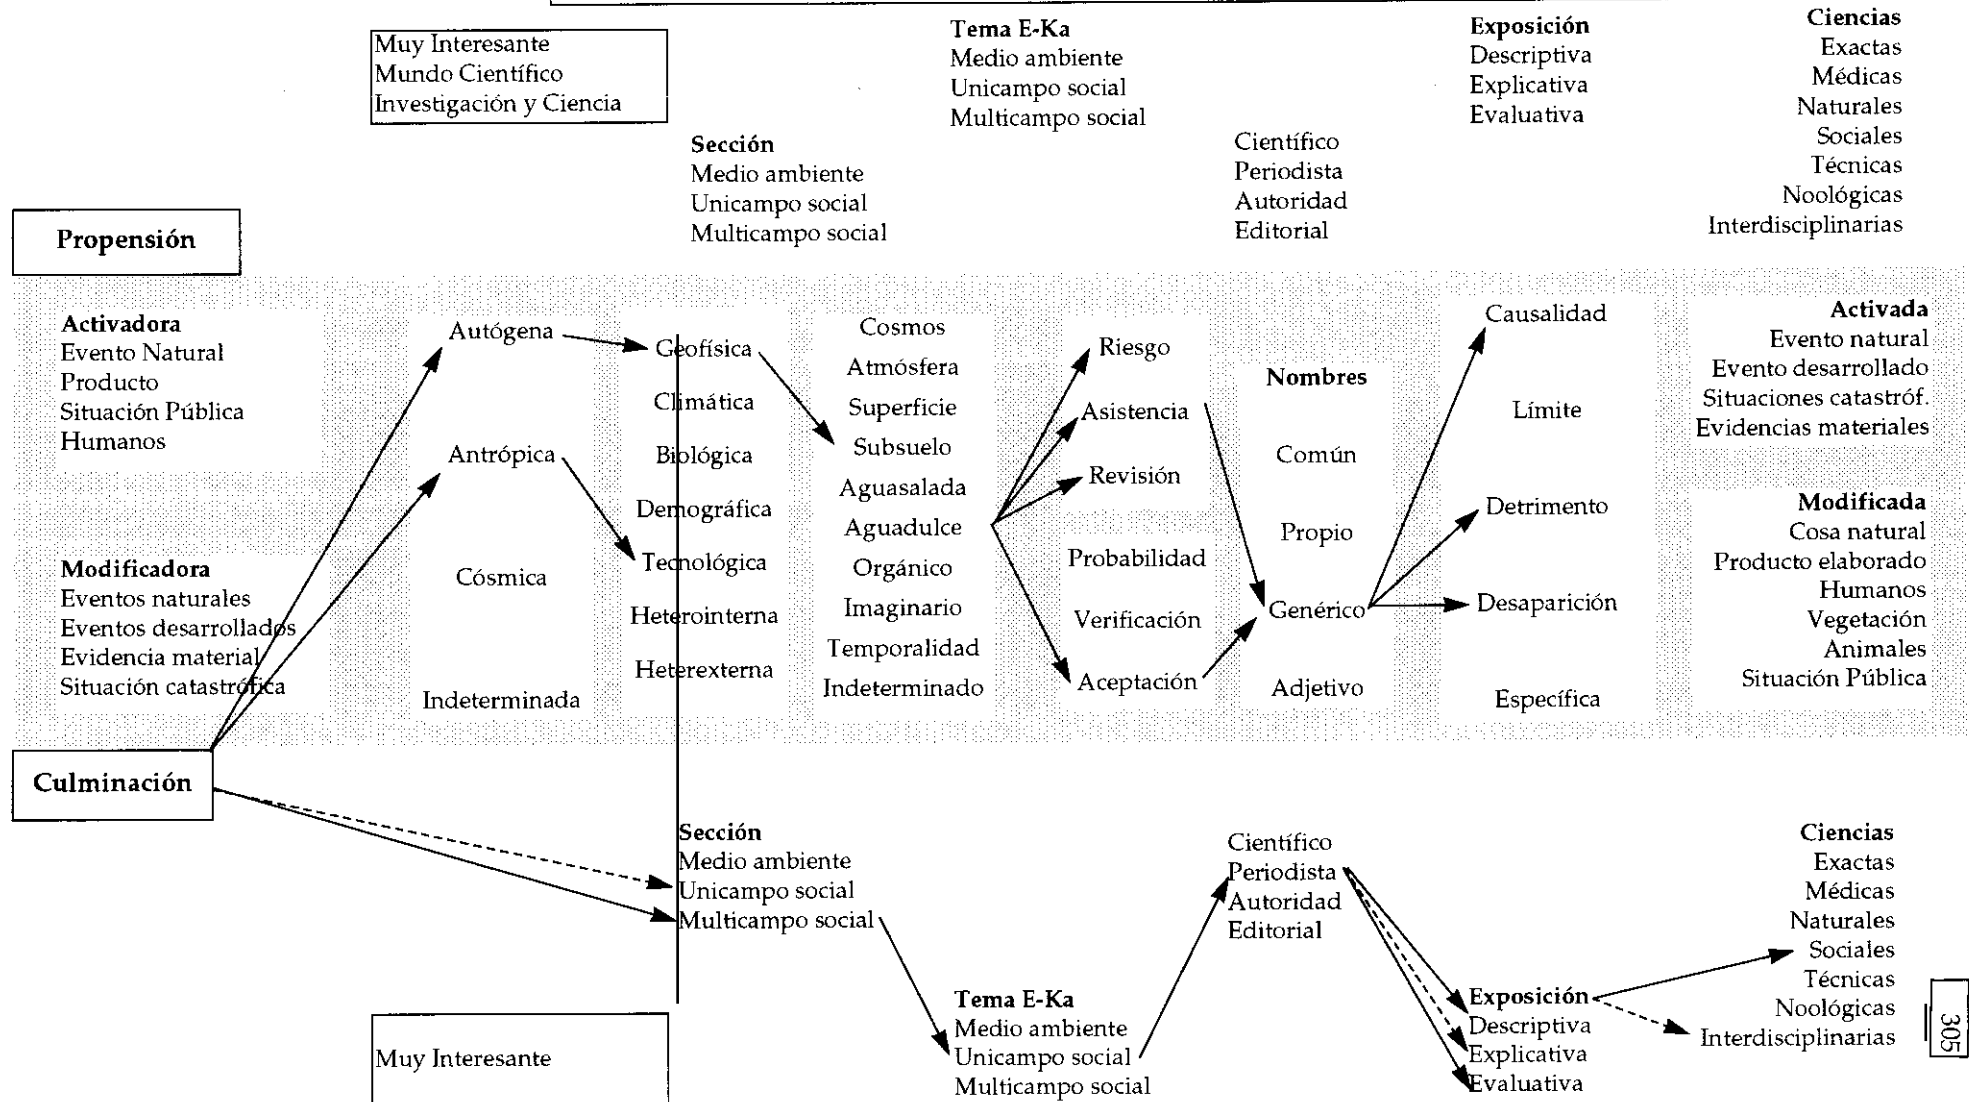 Muy Interesante
Mundo Científico
Investigación y Ciencia
Sección
Medio ambiente
Unicampo social
Multicampo social
Tema E-Ka
Medio ambiente
Unicampo social
Multicampo social
Científico
Periodista
Autoridad
Editorial
Exposición
Descriptiva
Explicativa
Evaluativa
Ciencias
Exactas
Médicas
Naturales
Sociales
Técnicas
Noológicas
Interdisciplinarias
Propensión
Activadora
Evento Natural
Producto
Situación Pública
Humanos
Modificadora
Eventos naturales
Eventos desarrollados
Evidencia material
Situación catastrófica
Autógena
Antrópica
Cósmica
Indeterminada
Geofísica
Climática
Biológica
Demográfica
Tecnológica
Heterointerna
Heterexterna
Cosmos
Atmósfera
Superficie
Subsuelo
Aguasalada
Aguadulce
Orgánico
Imaginario
Temporalidad
Indeterminado
Riesgo
Asistencia
Revisión
Probabilidad
Verificación
Aceptación
Nombres
Común
Propio
Genérico
Adjetivo
Causalidad
Límite
Detrimento
Desaparición
Específica
Activada
Evento natural
Evento desarrollado
Situaciones catastróf.
Evidencias materiales
Modificada
Cosa natural
Producto elaborado
Humanos
Vegetación
Animales
Situación Pública
Culminación
Sección
Medio ambiente
Unicampo social
Multicampo social
Muy Interesante
Tema E-Ka
Medio ambiente
Unicampo social
Multicampo social
Científico
Periodista
Autoridad
Editorial
Exposición
Descriptiva
Explicativa
Evaluativa
Ciencias
Exactas
Médicas
Naturales
Sociales
Técnicas
Noológicas
Interdisciplinarias
305